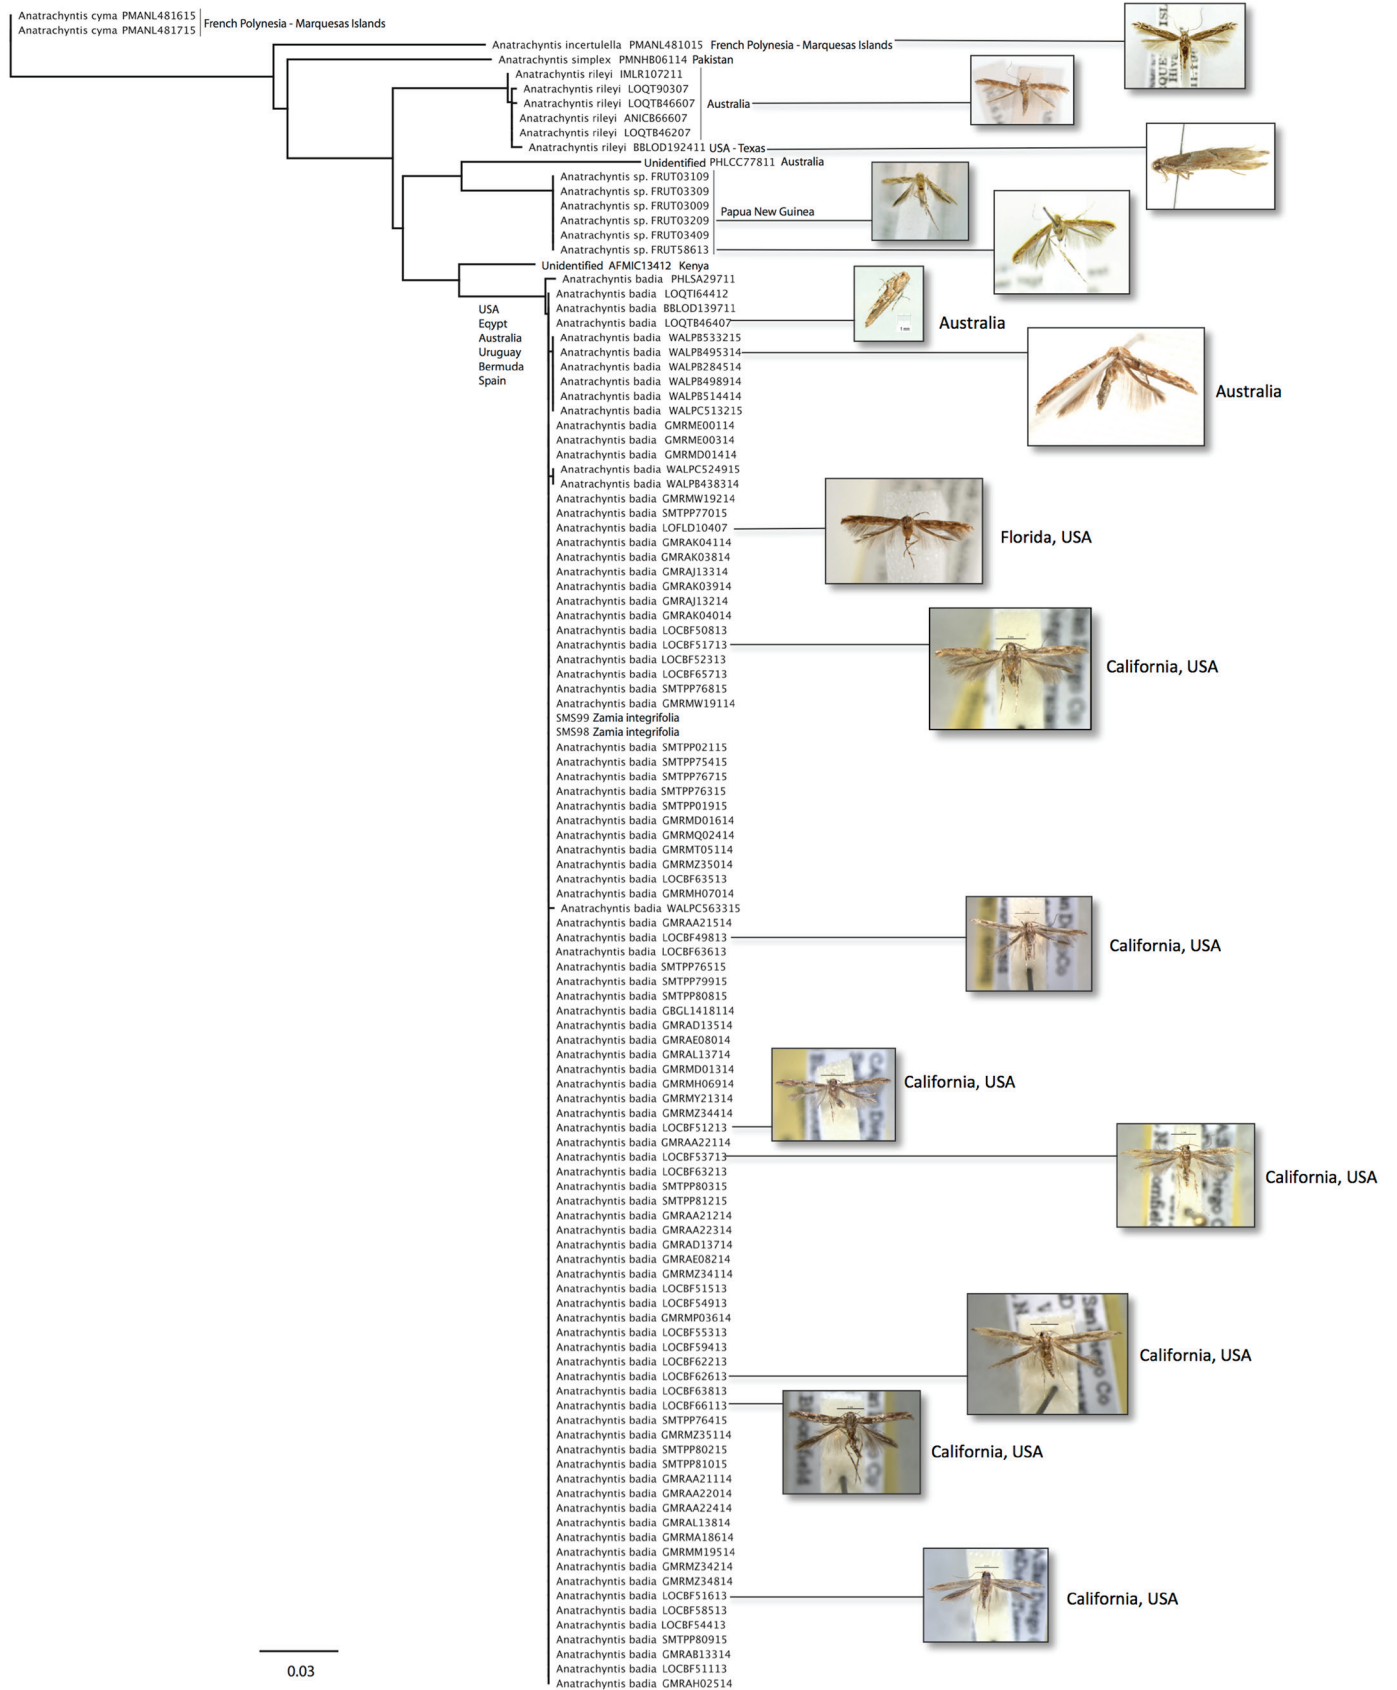 Anatrachyntis cyma PMANL481615
Anatrachyntis cyma PMANL481715
French Polynesia - Marquesas Islands
Anatrachyntis incertulella PMANL481015 French Polynesia - Marquesas Islands
Anatrachyntis simplex PMNHB06114 Pakistan
Anatrachyntis rileyi IMLR107211
Anatrachyntis rileyi LOQT90307
Anatrachyntis rileyi LOQTB46607
Australia
Anatrachyntis rileyi ANICB66607
Anatrachyntis rileyi LOQTB46207
Anatrachyntis rileyi BBLOD192411 USA - Texas
Unidentified PHLCC77811 Australia
Anatrachyntis sp. FRUT03109
Anatrachyntis sp. FRUT03309
Anatrachyntis sp. FRUT03009
Papua New Guinea
Anatrachyntis sp. FRUT03209
Anatrachyntis sp. FRUT03409
Anatrachyntis sp. FRUT58613
Unidentified AFMIC13412 Kenya
Anatrachyntis badia PHLSA29711
Anatrachyntis badia LOQTI64412
Anatrachyntis badia BBLOD139711
Anatrachyntis badia LOQTB46407
Australia
USA
Eqypt
Australia
Uruguay
Bermuda
Spain
Anatrachyntis badia WALPB533215
Anatrachyntis badia WALPB495314
Australia
Anatrachyntis badia WALPB284514
Anatrachyntis badia WALPB498914
Anatrachyntis badia WALPB514414
Anatrachyntis badia WALPC513215
Anatrachyntis badia GMRME00114
Anatrachyntis badia GMRME00314
Anatrachyntis badia GMRMD01414
Anatrachyntis badia WALPC524915
Anatrachyntis badia WALPB438314
Anatrachyntis badia GMRMW19214
Anatrachyntis badia SMTPP77015
Anatrachyntis badia LOFLD10407
Florida, USA
Anatrachyntis badia GMRAK04114
Anatrachyntis badia GMRAK03814
Anatrachyntis badia GMRAJ13314
Anatrachyntis badia GMRAK03914
Anatrachyntis badia GMRAJ13214
Anatrachyntis badia GMRAK04014
Anatrachyntis badia LOCBF50813
Anatrachyntis badia LOCBF51713
California, USA
Anatrachyntis badia LOCBF52313
Anatrachyntis badia LOCBF65713
Anatrachyntis badia SMTPP76815
Anatrachyntis badia GMRMW19114
SMS99 Zamia integrifolia
SMS98 Zamia integrifolia
Anatrachyntis badia SMTPP02115
Anatrachyntis badia SMTPP75415
Anatrachyntis badia SMTPP76715
Anatrachyntis badia SMTPP76315
Anatrachyntis badia SMTPP01915
Anatrachyntis badia GMRMD01614
Anatrachyntis badia GMRMQ02414
Anatrachyntis badia GMRMT05114
Anatrachyntis badia GMRMZ35014
Anatrachyntis badia LOCBF63513
Anatrachyntis badia GMRMH07014
Anatrachyntis badia WALPC563315
Anatrachyntis badia GMRAA21514
Anatrachyntis badia LOCBF49813
California, USA
Anatrachyntis badia LOCBF63613
Anatrachyntis badia SMTPP76515
Anatrachyntis badia SMTPP79915
Anatrachyntis badia SMTPP80815
Anatrachyntis badia GBGL1418114
Anatrachyntis badia GMRAD13514
Anatrachyntis badia GMRAE08014
Anatrachyntis badia GMRAL13714
Anatrachyntis badia GMRMD01314
Anatrachyntis badia GMRMH06914
California, USA
Anatrachyntis badia GMRMY21314
Anatrachyntis badia GMRMZ34414
Anatrachyntis badia LOCBF51213
Anatrachyntis badia GMRAA22114
Anatrachyntis badia LOCBF53713
California, USA
Anatrachyntis badia LOCBF63213
Anatrachyntis badia SMTPP80315
Anatrachyntis badia SMTPP81215
Anatrachyntis badia GMRAA21214
Anatrachyntis badia GMRAA22314
Anatrachyntis badia GMRAD13714
Anatrachyntis badia GMRAE08214
Anatrachyntis badia GMRMZ34114
Anatrachyntis badia LOCBF51513
Anatrachyntis badia LOCBF54913
Anatrachyntis badia GMRMP03614
Anatrachyntis badia LOCBF55313
Anatrachyntis badia LOCBF59413
Anatrachyntis badia LOCBF62213
California, USA
Anatrachyntis badia LOCBF62613
Anatrachyntis badia LOCBF63813
Anatrachyntis badia LOCBF66113
Anatrachyntis badia SMTPP76415
Anatrachyntis badia GMRMZ35114
Anatrachyntis badia SMTPP80215
California, USA
Anatrachyntis badia SMTPP81015
Anatrachyntis badia GMRAA21114
Anatrachyntis badia GMRAA22014
Anatrachyntis badia GMRAA22414
Anatrachyntis badia GMRAL13814
Anatrachyntis badia GMRMA18614
Anatrachyntis badia GMRMM19514
Anatrachyntis badia GMRMZ34214
Anatrachyntis badia GMRMZ34814
Anatrachyntis badia LOCBF51613
California, USA
Anatrachyntis badia LOCBF58513
Anatrachyntis badia LOCBF54413
Anatrachyntis badia SMTPP80915
Anatrachyntis badia GMRAB13314
Anatrachyntis badia LOCBF51113
Anatrachyntis badia GMRAH02514
0.03